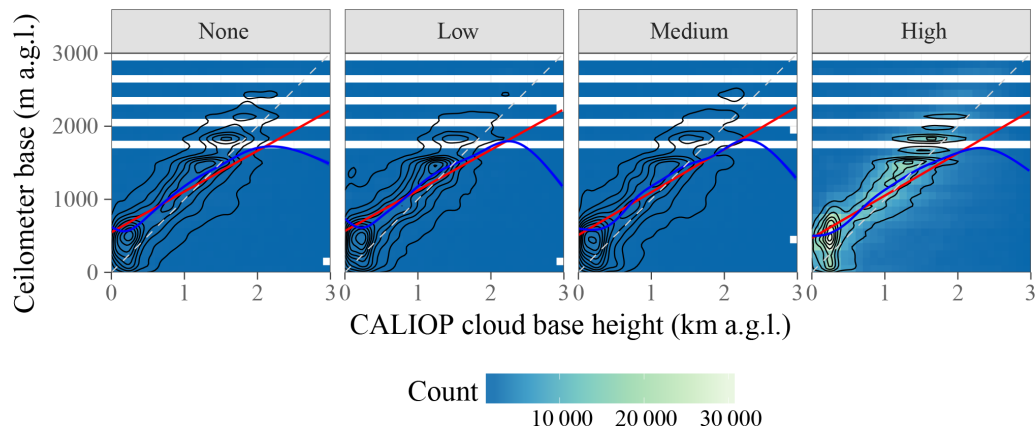 None Low Medium High
Ceilometer base (m a.g.l.)
3000
2000
1000
0
0 1 2 3 0 1 2 3 0 1 2 3 0 1 2 3
CALIOP cloud base height (km a.g.l.)
Count
10 000 20 000 30 000